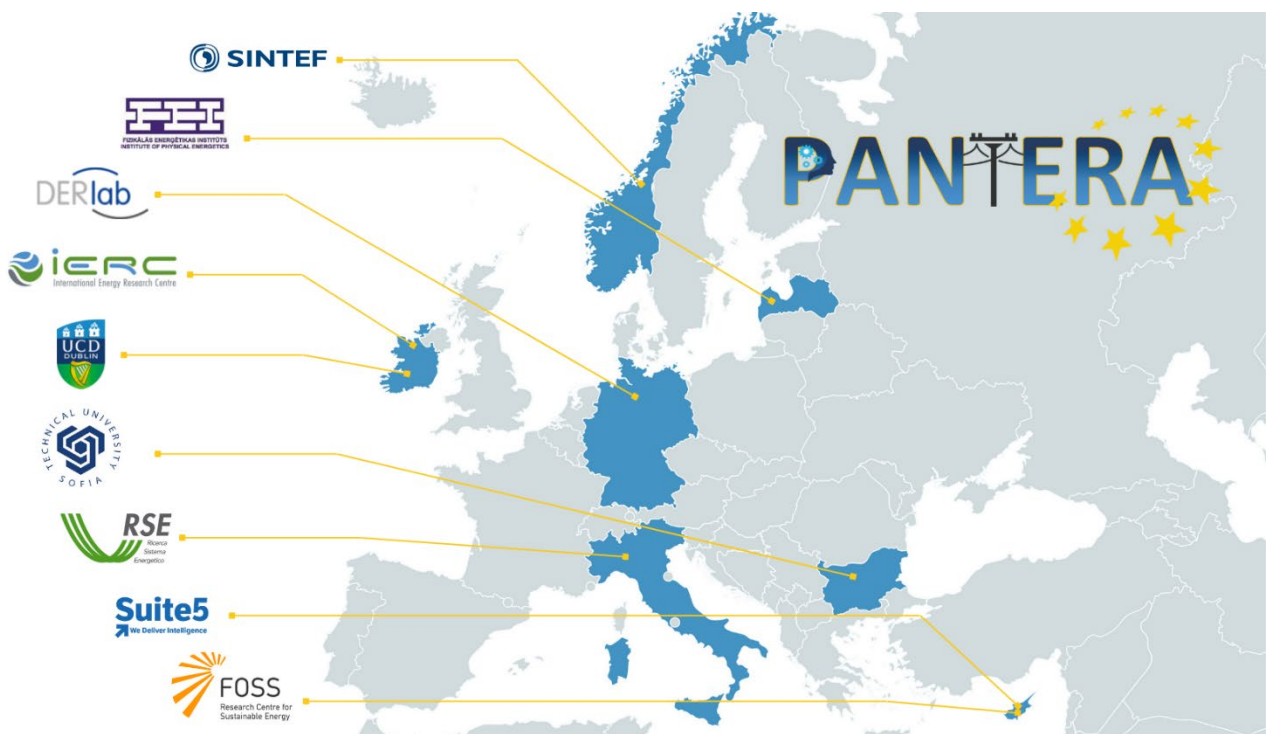 SINTEF
FEI
FIZIKĀLĀS ENERĢĒTIKAS INSTITŪTS
INSTITUTE OF PHYSICAL ENERGETICS
DERlab
iERC
International Energy Research Centre
UCD
DUBLIN
TECHNICAL UNIVERSITY
SOFIA
RSE
Ricerca
Sistema
Energetico
Suite5
We Deliver Intelligence
FOSS
Research Centre for
Sustainable Energy
PANTERA